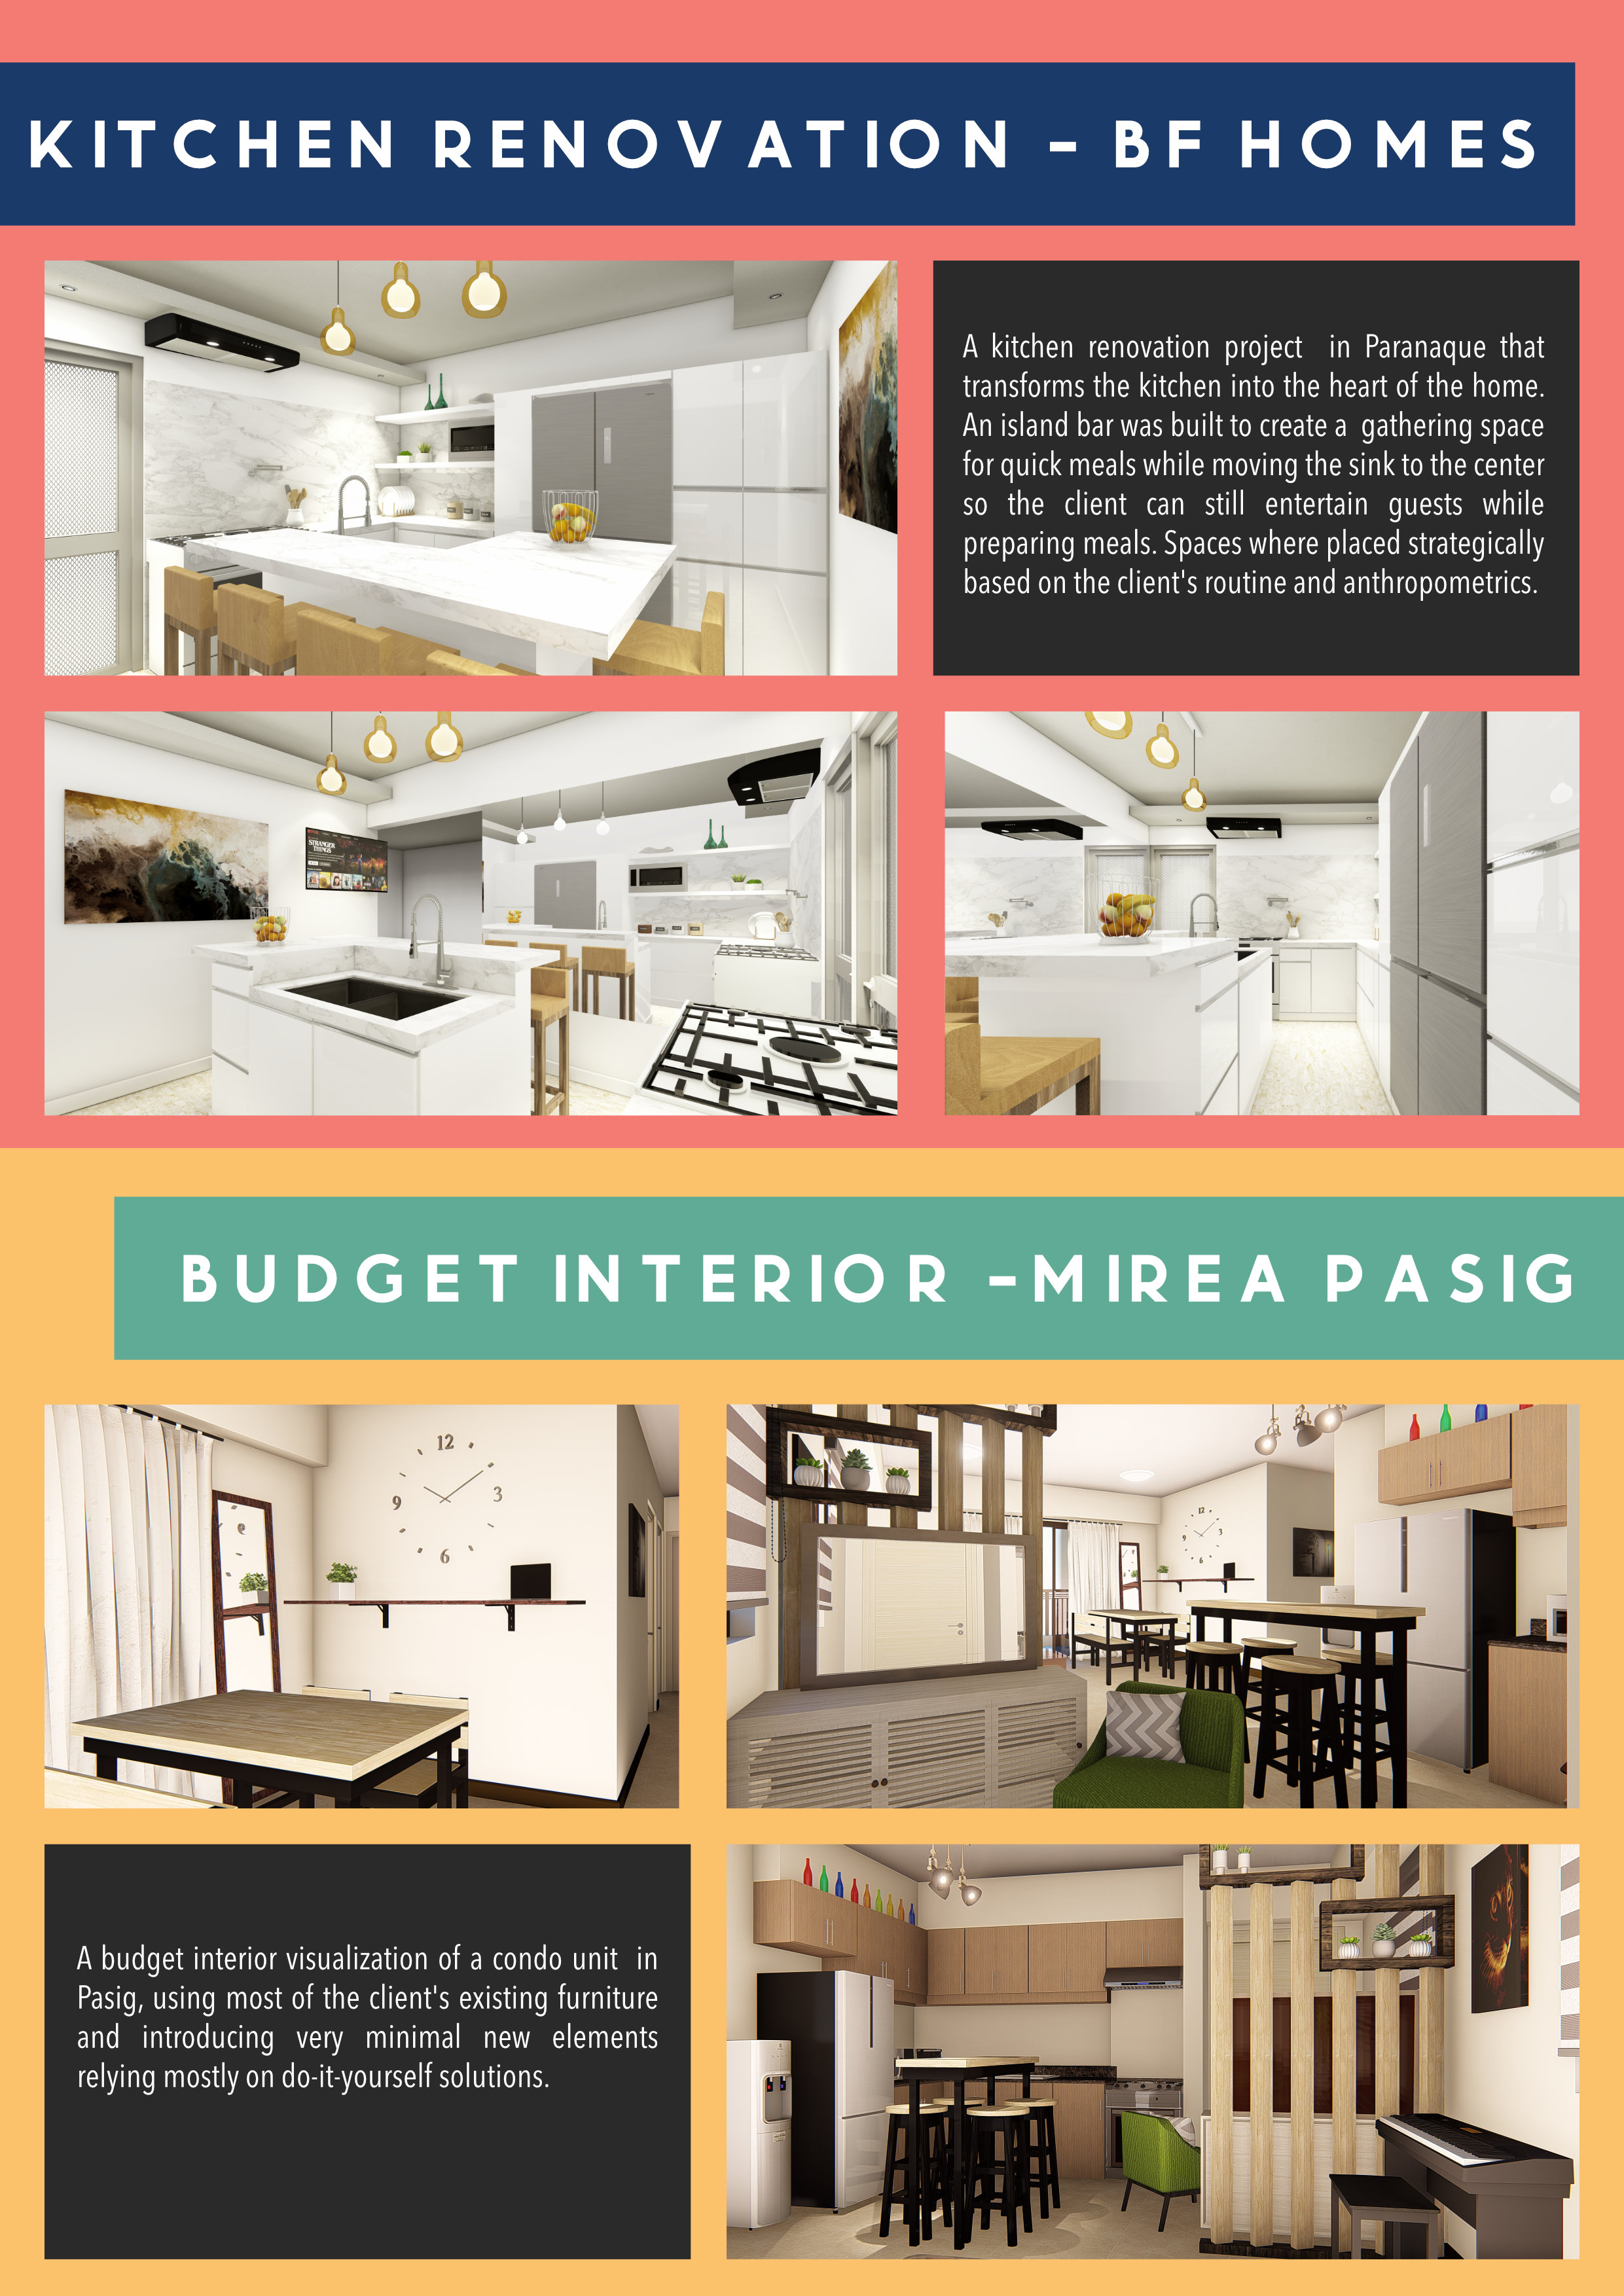 KITCHEN RENOVATION - BF HOMES
A kitchen renovation project in Paranaque that
transforms the kitchen into the heart of the home.
An island bar was built to create a gathering space
for quick meals while moving the sink to the center
so the client can still entertain guests while
preparing meals. Spaces where placed strategically
based on the client's routine and anthropometrics.
STRANGER
THINGS
BUDGET INTERIOR -MIREA PASIG
12
9
3
6
12
9
3
6
A budget interior visualization of a condo unit in
Pasig, using most of the client's existing furniture
and introducing very minimal new elements
relying mostly on do-it-yourself solutions.